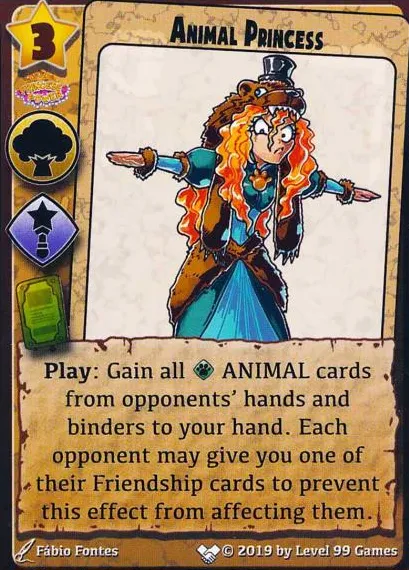 3
ANIMAL PRINCESS
Play: Gain all ANIMAL cards
from opponents' hands and
binders to your hand. Each
opponent may give you one of
their Friendship cards to prevent
this effect from affecting them.
Fábio Fontes
© 2019 by Level 99 Games